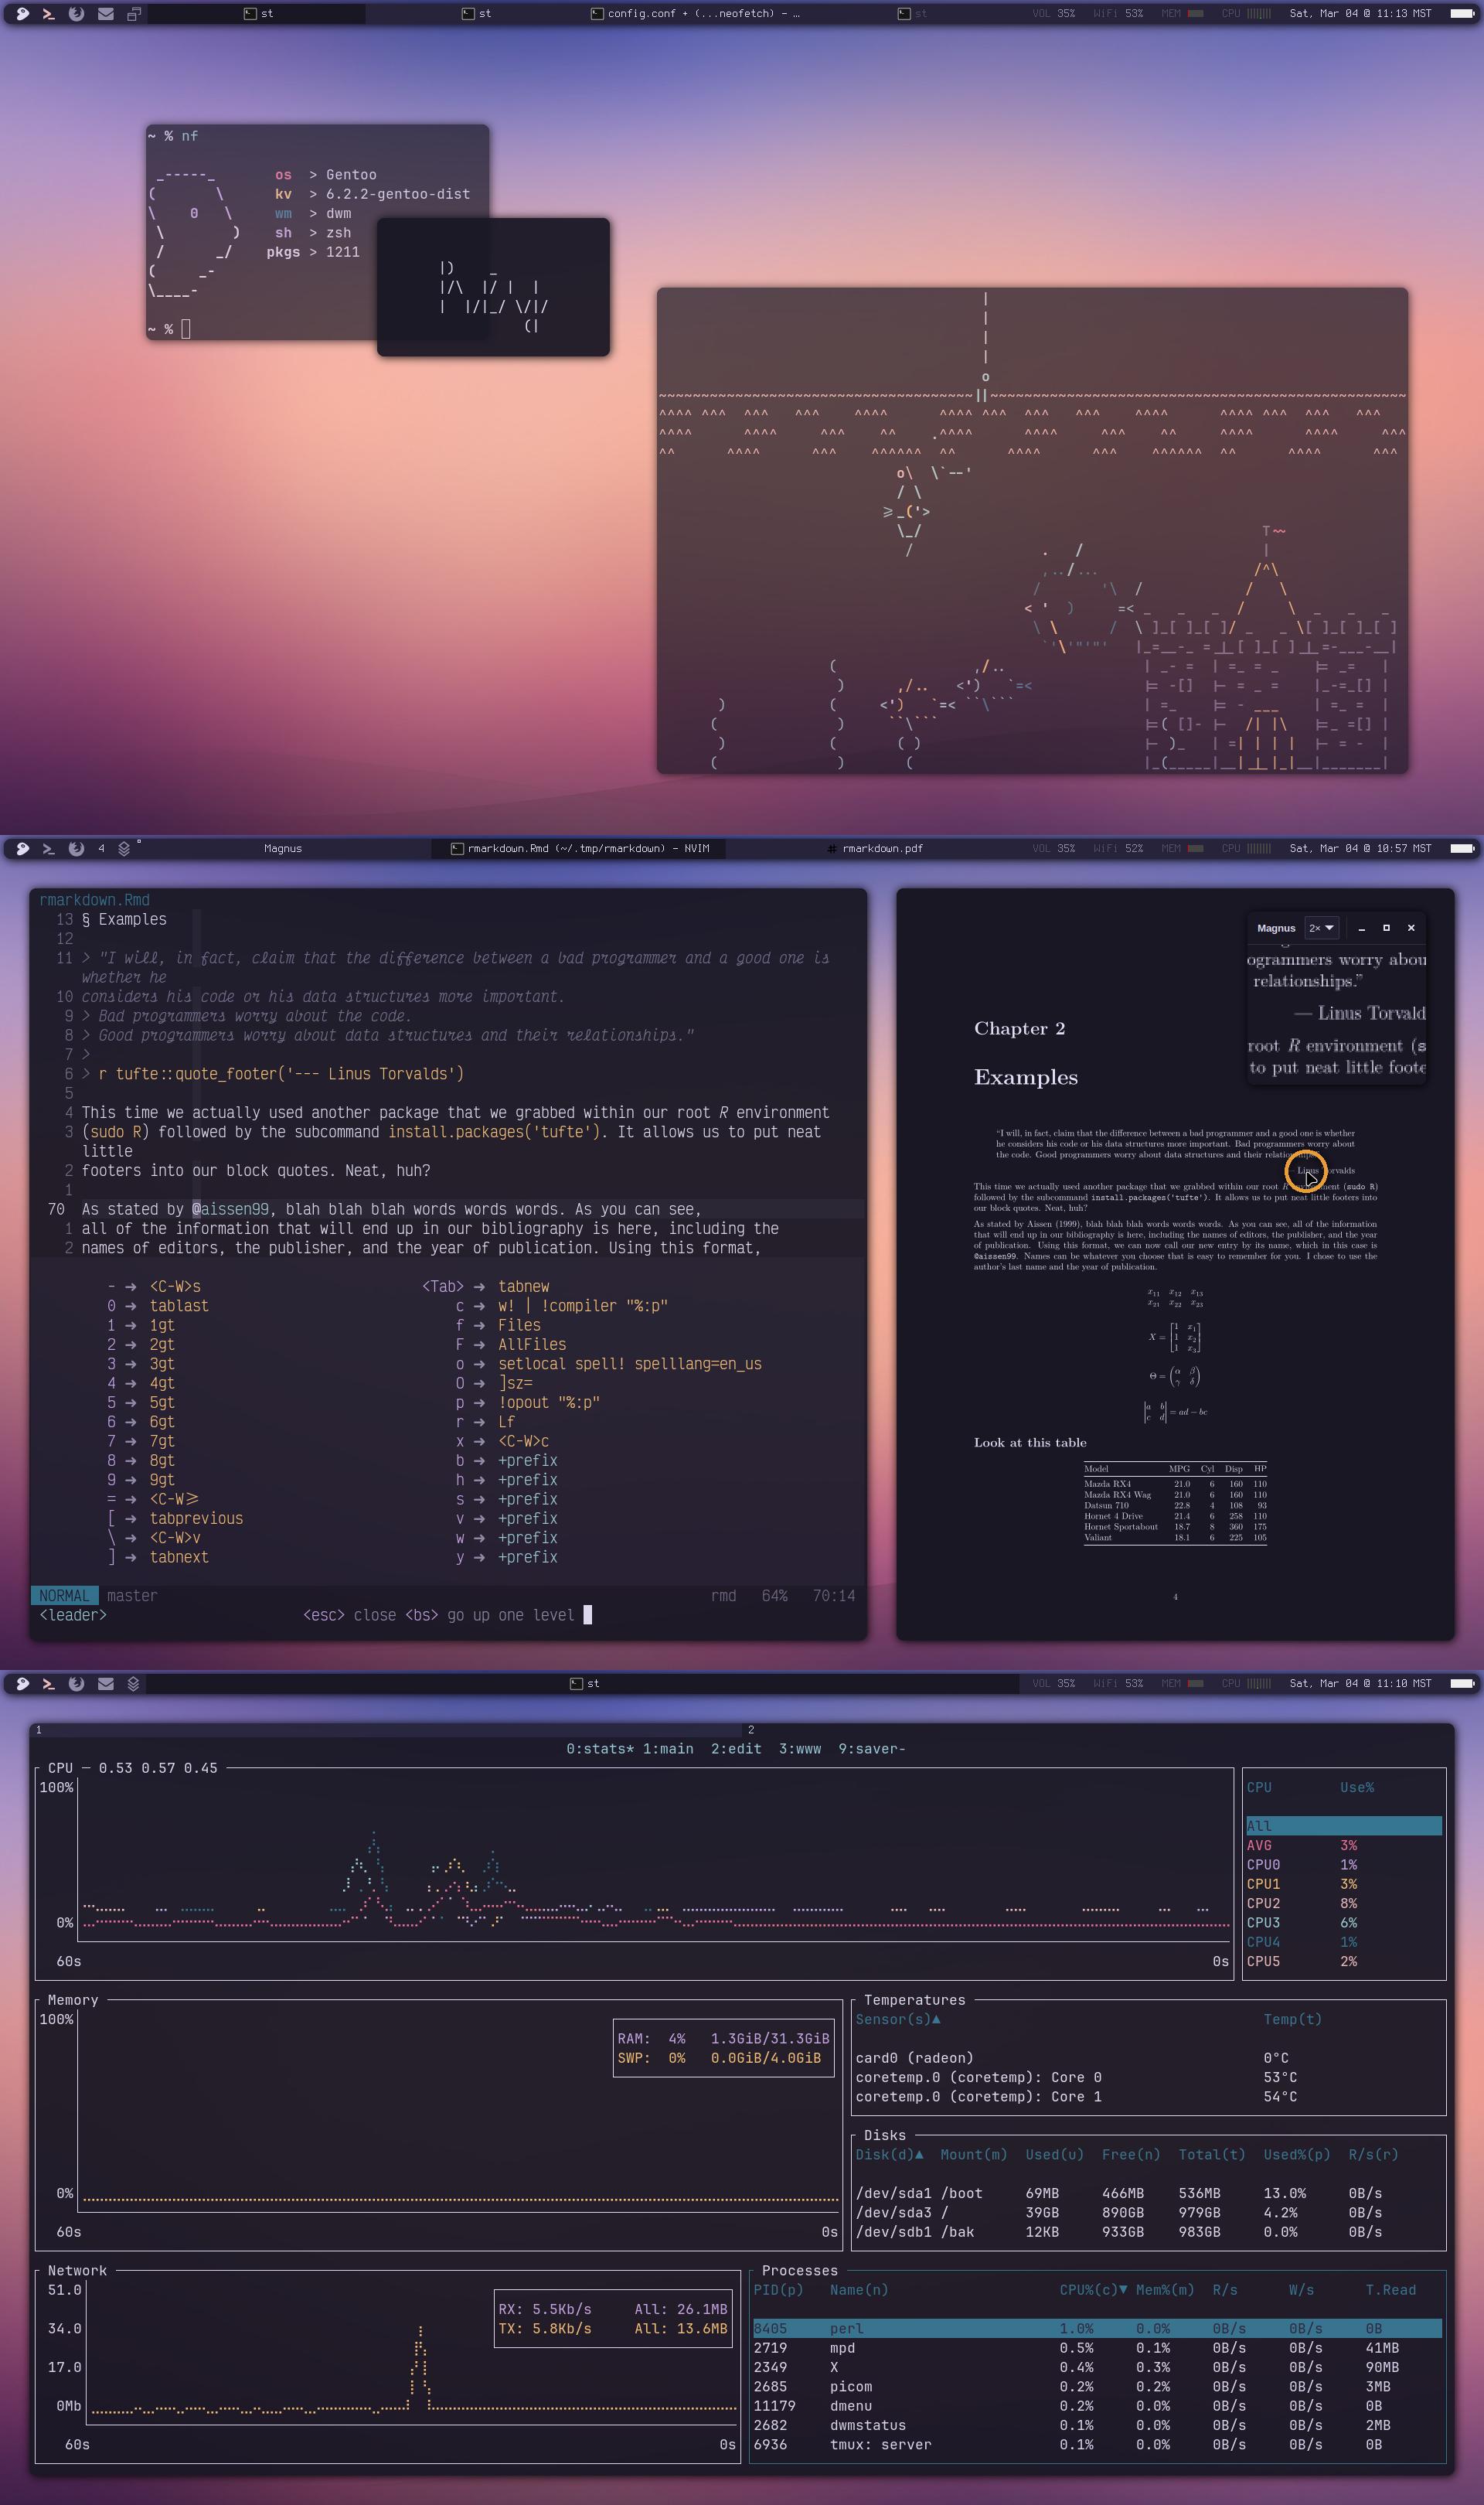 st
st
config.conf + (...neofetch) - …
st
VOL 35%
WiFi 53%
MEM
CPU
Sat, Mar 04 @ 11:13 MST
~ % nf
os > Gentoo
kv > 6.2.2-gentoo-dist
wm > dwm
sh > zsh
pkgs > 1211
~ %
4
Magnus
rmarkdown.Rmd (~/.tmp/rmarkdown) - NVIM
rmarkdown.pdf
VOL 35%
WiFi 52%
MEM
CPU
Sat, Mar 04 @ 10:57 MST
rmarkdown.Rmd
13 § Examples
12
11 > "I will, in fact, claim that the difference between a bad programmer and a good one is
whether he
10 considers his code or his data structures more important.
9 > Bad programmers worry about the code.
8 > Good programmers worry about data structures and their relationships."
7 >
6 > r tufte::quote_footer('--- Linus Torvalds')
5
4 This time we actually used another package that we grabbed within our root R environment
3 (sudo R) followed by the subcommand install.packages('tufte'). It allows us to put neat
little
2 footers into our block quotes. Neat, huh?
1
70 As stated by @aissen99, blah blah blah words words words. As you can see,
1 all of the information that will end up in our bibliography is here, including the
2 names of editors, the publisher, and the year of publication. Using this format,
- → <C-W>s <Tab> → tabnew
0 → tablast c → w! | !compiler "%:p"
1 → 1gt f → Files
2 → 2gt F → AllFiles
3 → 3gt o → setlocal spell! spelllang=en_us
4 → 4gt O → ]sz=
5 → 5gt p → !opout "%:p"
6 → 6gt r → Lf
7 → 7gt x → <C-W>c
8 → 8gt b → +prefix
9 → 9gt h → +prefix
= → <C-W>= s → +prefix
[ → tabprevious v → +prefix
\ → <C-W>v w → +prefix
] → tabnext y → +prefix
NORMAL master rmd 64% 70:14
<leader> <esc> close <bs> go up one level
Magnus 2×
ogrammers worry abou
relationships.”
— Linus Torvald
root R environment (s
to put neat little foote
Chapter 2
Examples
“I will, in fact, claim that the difference between a bad programmer and a good one is whether
he considers his code or his data structures more important. Bad programmers worry about
the code. Good programmers worry about data structures and their
Linus Torvalds
This time we actually used another package that we grabbed within our root R environment (sudo R)
followed by the subcommand install.packages('tufte'). It allows us to put neat little footers into
our block quotes. Neat, huh?
As stated by Aissen (1999), blah blah blah words words words. As you can see, all of the information
that will end up in our bibliography is here, including the names of editors, the publisher, and the year
of publication. Using this format, we can now call our new entry by its name, which in this case is
@aissen99. Names can be whatever you choose that is easy to remember for you. I chose to use the
author's last name and the year of publication.
x11 x12 x13
x21 x22 x23
X = [1 x1
1 x2
1 x3]
Θ = (α β
γ δ)
|a b
c d| = ad − bc
Look at this table
Model MPG Cyl Disp HP
Mazda RX4 21.0 6 160 110
Mazda RX4 Wag 21.0 6 160 110
Datsun 710 22.8 4 108 93
Hornet 4 Drive 21.4 6 258 110
Hornet Sportabout 18.7 8 360 175
Valiant 18.1 6 225 105
4
st
VOL 35%
WiFi 53%
MEM
CPU
Sat, Mar 04 @ 11:10 MST
1 2
0:stats* 1:main 2:edit 3:www 9:saver-
CPU — 0.53 0.57 0.45
100%
0%
60s 0s
CPU Use%
All
AVG 3%
CPU0 1%
CPU1 3%
CPU2 8%
CPU3 6%
CPU4 1%
CPU5 2%
Memory
100%
RAM: 4% 1.3GiB/31.3GiB
SWP: 0% 0.0GiB/4.0GiB
0%
60s 0s
Temperatures
Sensor(s)▲ Temp(t)
card0 (radeon) 0°C
coretemp.0 (coretemp): Core 0 53°C
coretemp.0 (coretemp): Core 1 54°C
Disks
Disk(d)▲ Mount(m) Used(u) Free(n) Total(t) Used%(p) R/s(r)
/dev/sda1 /boot 69MB 466MB 536MB 13.0% 0B/s
/dev/sda3 / 39GB 890GB 979GB 4.2% 0B/s
/dev/sdb1 /bak 12KB 933GB 983GB 0.0% 0B/s
Network
51.0
34.0
17.0
0Mb
RX: 5.5Kb/s All: 26.1MB
TX: 5.8Kb/s All: 13.6MB
60s 0s
Processes
PID(p) Name(n) CPU%(c)▼ Mem%(m) R/s W/s T.Read
8405 perl 1.0% 0.0% 0B/s 0B/s 0B
2719 mpd 0.5% 0.1% 0B/s 0B/s 41MB
2349 X 0.4% 0.3% 0B/s 0B/s 90MB
2685 picom 0.2% 0.2% 0B/s 0B/s 3MB
11179 dmenu 0.2% 0.0% 0B/s 0B/s 0B
2682 dwmstatus 0.1% 0.0% 0B/s 0B/s 2MB
6936 tmux: server 0.1% 0.0% 0B/s 0B/s 0B